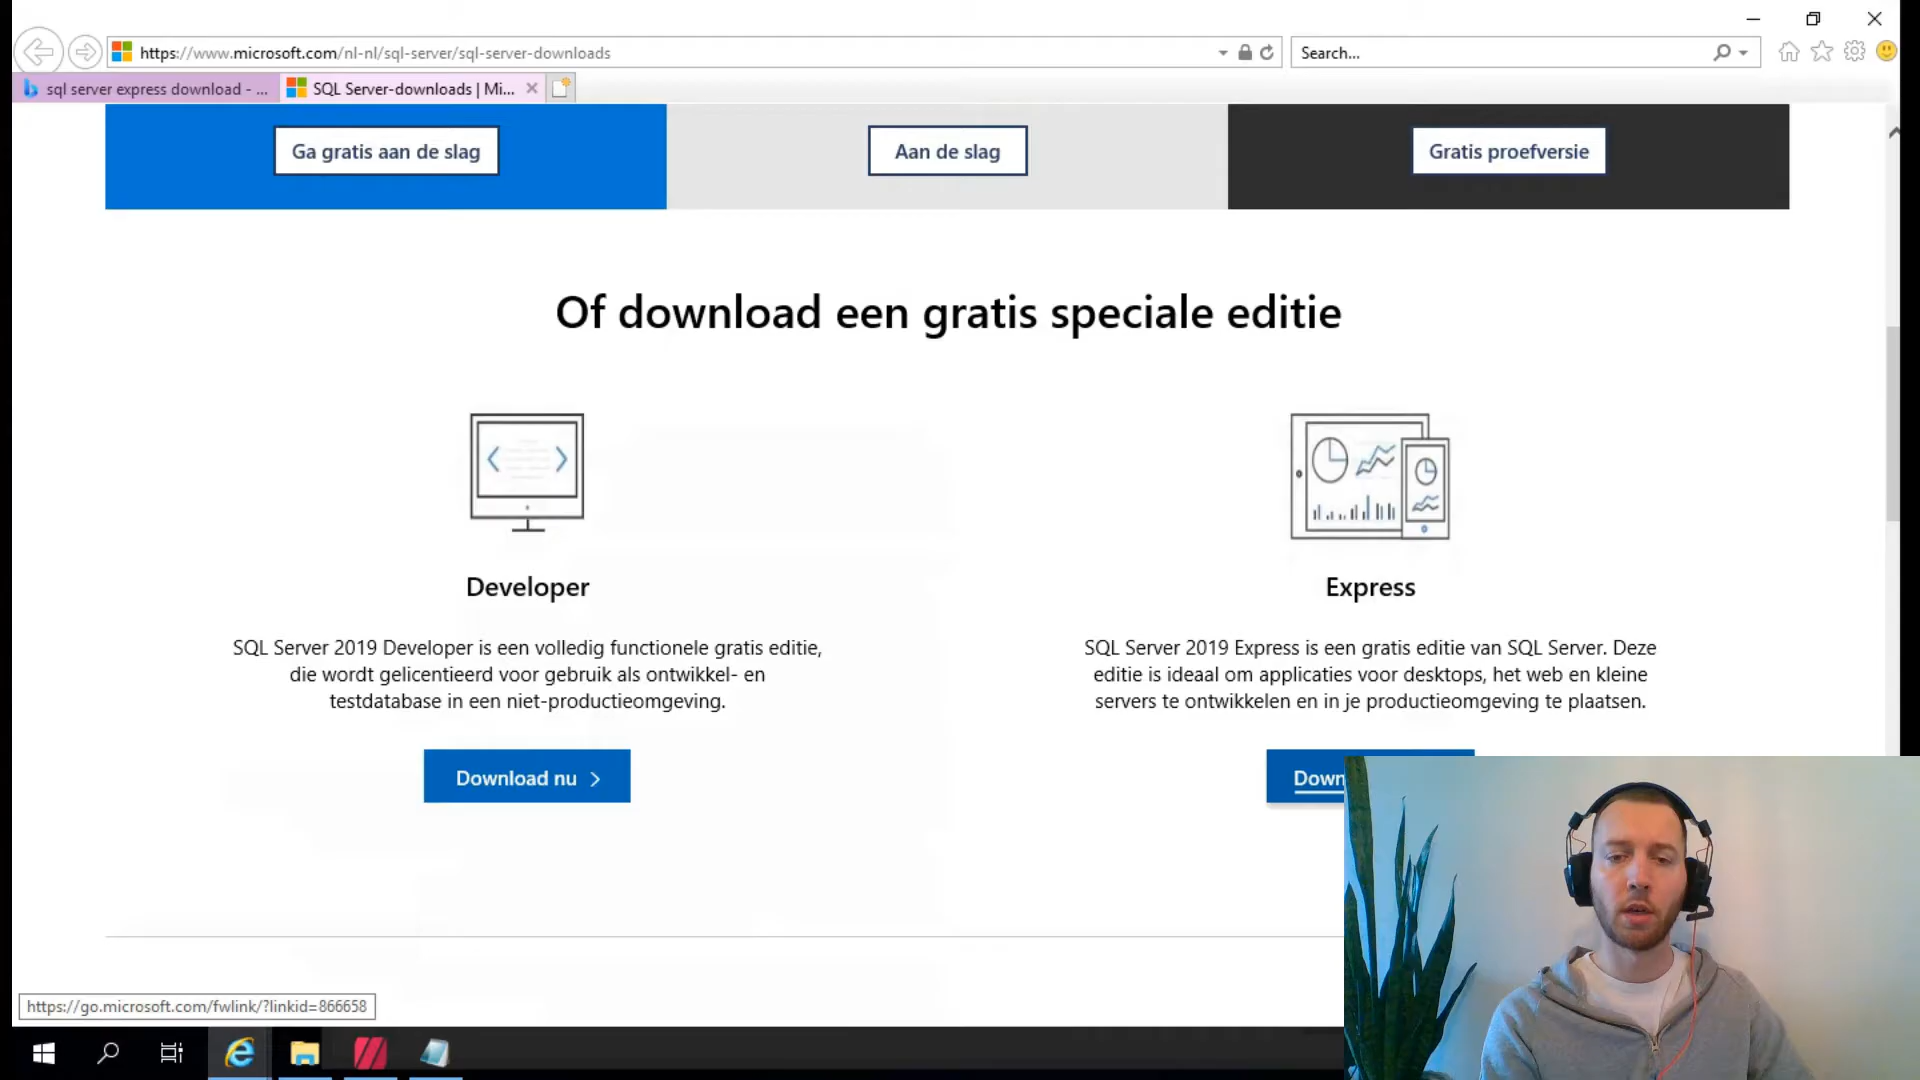 https://www.microsoft.com/nl-nl/sql-server/sql-server-downloads
Search...
sql server express download - ...
SQL Server-downloads | Mi...
Ga gratis aan de slag
Aan de slag
Gratis proefversie
Of download een gratis speciale editie
Developer
SQL Server 2019 Developer is een volledig functionele gratis editie,
die wordt gelicentieerd voor gebruik als ontwikkel- en
testdatabase in een niet-productieomgeving.
Download nu
Express
SQL Server 2019 Express is een gratis editie van SQL Server. Deze
editie is ideaal om applicaties voor desktops, het web en kleine
servers te ontwikkelen en in je productieomgeving te plaatsen.
Down
https://go.microsoft.com/fwlink/?linkid=866658